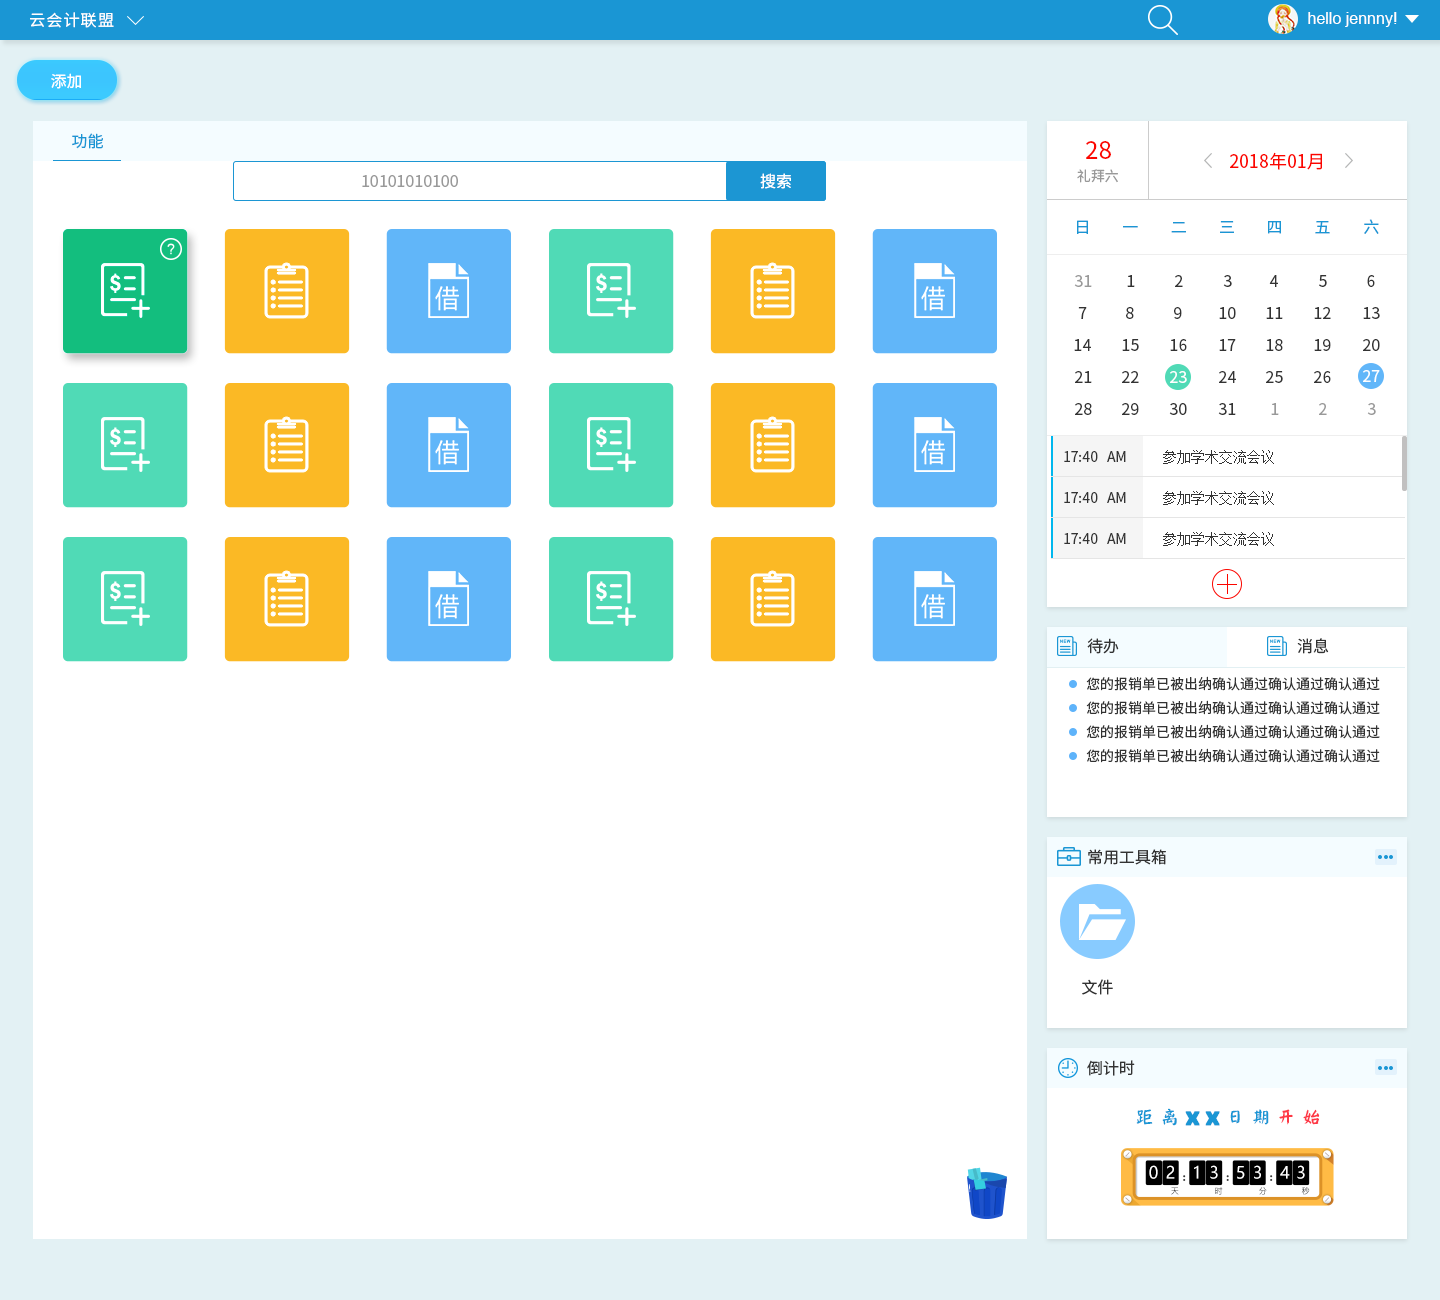 云会计联盟
hello jennny!
添加
功能
10101010100 搜索
?
借 借
借 借
借 借
28
礼拜六
2018年01月
日 一 二 三 四 五 六
31 1 2 3 4 5 6
7 8 9 10 11 12 13
14 15 16 17 18 19 20
21 22 23 24 25 26 27
28 29 30 31 1 2 3
17:40 AM 参加学术交流会议
17:40 AM 参加学术交流会议
17:40 AM 参加学术交流会议
NEW 待办 NEW 消息
您的报销单已被出纳确认通过确认通过确认通过
您的报销单已被出纳确认通过确认通过确认通过
您的报销单已被出纳确认通过确认通过确认通过
您的报销单已被出纳确认通过确认通过确认通过
常用工具箱
文件
倒计时
距离XX日期开始
02:13:53:43
天 时 分 秒